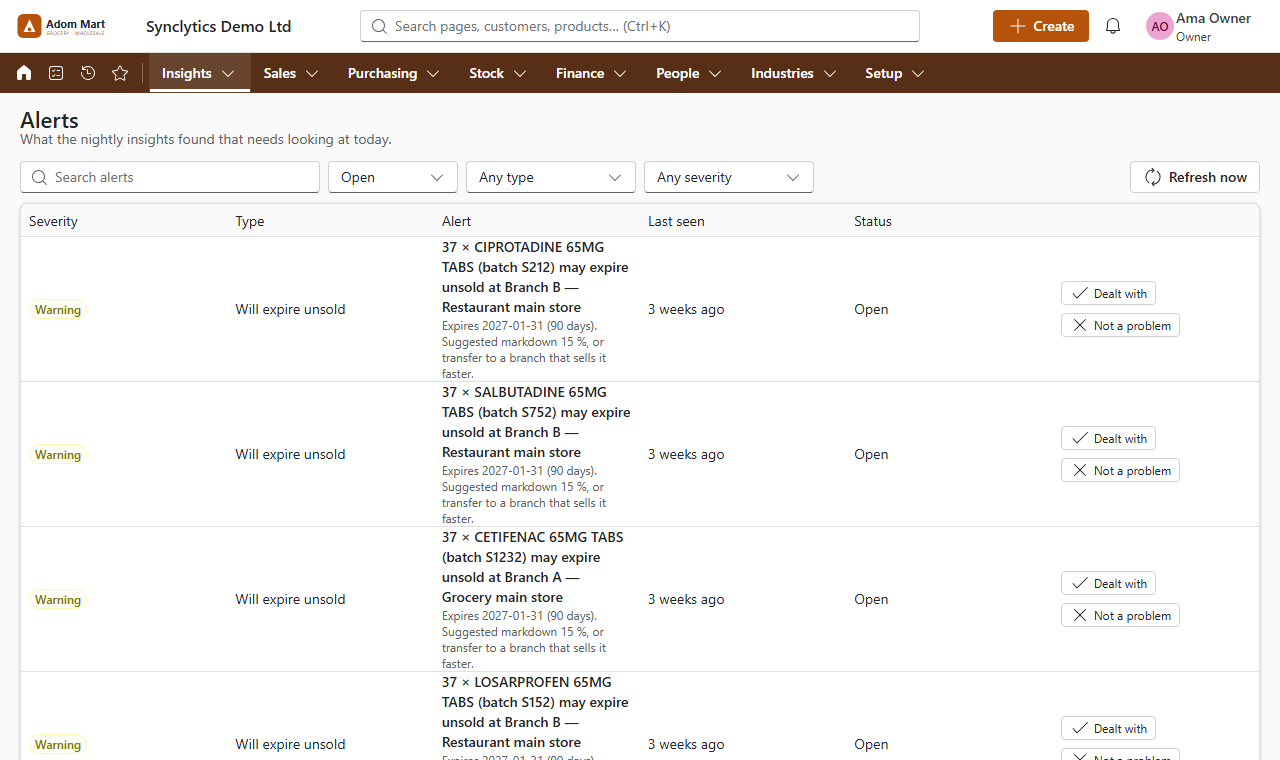 Adom Mart
GROCERY · WHOLESALE
Synclytics Demo Ltd
Search pages, customers, products... (Ctrl+K)
Create
AO
Ama Owner
Owner
Insights
Sales
Purchasing
Stock
Finance
People
Industries
Setup
Alerts
What the nightly insights found that needs looking at today.
Search alerts
Open
Any type
Any severity
Refresh now
Severity
Type
Alert
Last seen
Status
Warning
Will expire unsold
37 × CIPROTADINE 65MG
TABS (batch S212) may expire
unsold at Branch B —
Restaurant main store
Expires 2027-01-31 (90 days).
Suggested markdown 15 %, or
transfer to a branch that sells it
faster.
3 weeks ago
Open
Dealt with
Not a problem
Warning
Will expire unsold
37 × SALBUTADINE 65MG
TABS (batch S752) may expire
unsold at Branch B —
Restaurant main store
Expires 2027-01-31 (90 days).
Suggested markdown 15 %, or
transfer to a branch that sells it
faster.
3 weeks ago
Open
Dealt with
Not a problem
Warning
Will expire unsold
37 × CETIFENAC 65MG TABS
(batch S1232) may expire
unsold at Branch A —
Grocery main store
Expires 2027-01-31 (90 days).
Suggested markdown 15 %, or
transfer to a branch that sells it
faster.
3 weeks ago
Open
Dealt with
Not a problem
Warning
Will expire unsold
37 × LOSARPROFEN 65MG
TABS (batch S152) may expire
unsold at Branch B —
Restaurant main store
Expires 2027-01-31 (90 days).
3 weeks ago
Open
Dealt with
Not a problem